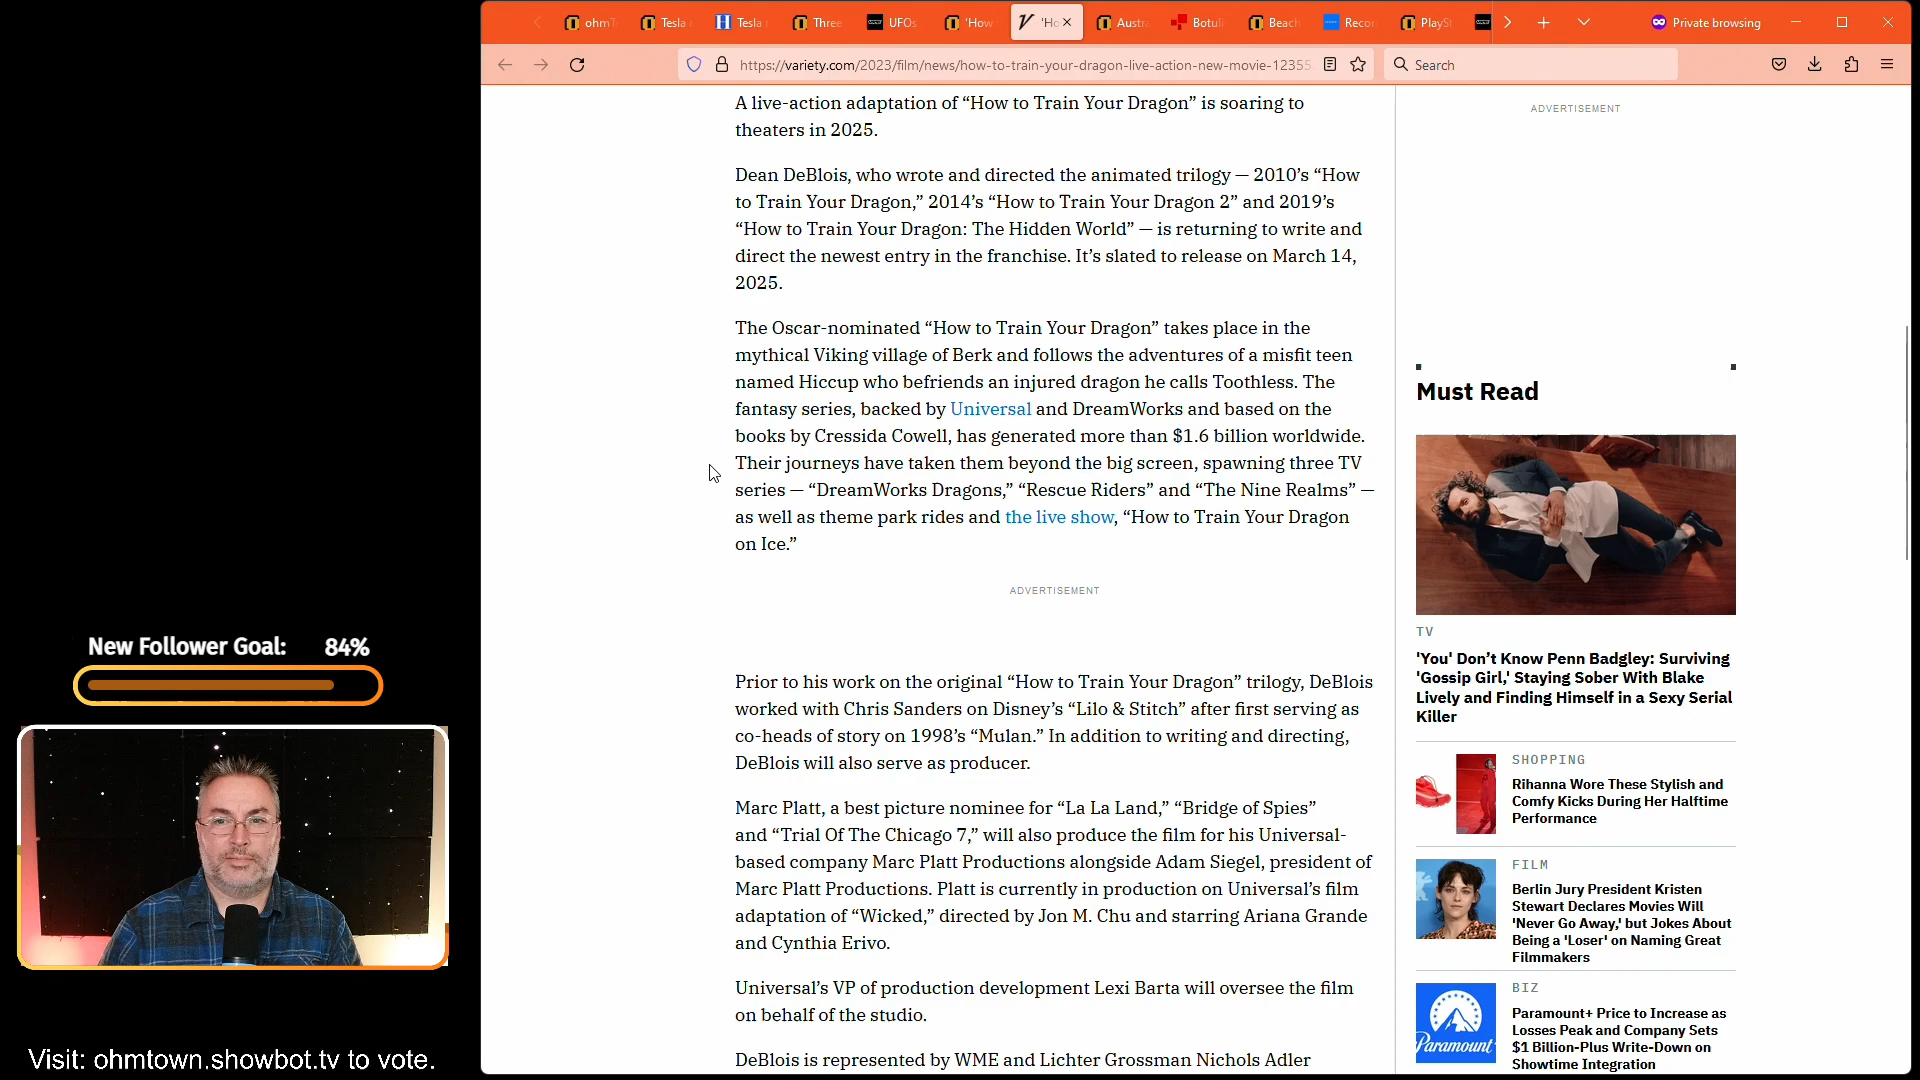 ohmT
Tesla
Tesla
Three
UFOs
'How
'Ho
Austra
Botuli
Beach
Recor
PlaySt
Private browsing
https://variety.com/2023/film/news/how-to-train-your-dragon-live-action-new-movie-12355
Search
A live-action adaptation of “How to Train Your Dragon” is soaring to
theaters in 2025.
Dean DeBlois, who wrote and directed the animated trilogy — 2010’s “How
to Train Your Dragon,” 2014’s “How to Train Your Dragon 2” and 2019’s
“How to Train Your Dragon: The Hidden World” — is returning to write and
direct the newest entry in the franchise. It’s slated to release on March 14,
2025.
The Oscar-nominated “How to Train Your Dragon” takes place in the
mythical Viking village of Berk and follows the adventures of a misfit teen
named Hiccup who befriends an injured dragon he calls Toothless. The
fantasy series, backed by Universal and DreamWorks and based on the
books by Cressida Cowell, has generated more than $1.6 billion worldwide.
Their journeys have taken them beyond the big screen, spawning three TV
series — “DreamWorks Dragons,” “Rescue Riders” and “The Nine Realms” —
as well as theme park rides and the live show, “How to Train Your Dragon
on Ice.”
ADVERTISEMENT
Prior to his work on the original “How to Train Your Dragon” trilogy, DeBlois
worked with Chris Sanders on Disney’s “Lilo & Stitch” after first serving as
co-heads of story on 1998’s “Mulan.” In addition to writing and directing,
DeBlois will also serve as producer.
Marc Platt, a best picture nominee for “La La Land,” “Bridge of Spies”
and “Trial Of The Chicago 7,” will also produce the film for his Universal-
based company Marc Platt Productions alongside Adam Siegel, president of
Marc Platt Productions. Platt is currently in production on Universal’s film
adaptation of “Wicked,” directed by Jon M. Chu and starring Ariana Grande
and Cynthia Erivo.
Universal’s VP of production development Lexi Barta will oversee the film
on behalf of the studio.
DeBlois is represented by WME and Lichter Grossman Nichols Adler
ADVERTISEMENT
Must Read
TV
'You' Don’t Know Penn Badgley: Surviving
'Gossip Girl,' Staying Sober With Blake
Lively and Finding Himself in a Sexy Serial
Killer
SHOPPING
Rihanna Wore These Stylish and
Comfy Kicks During Her Halftime
Performance
FILM
Berlin Jury President Kristen
Stewart Declares Movies Will
'Never Go Away,' but Jokes About
Being a 'Loser' on Naming Great
Filmmakers
BIZ
Paramount+ Price to Increase as
Losses Peak and Company Sets
$1 Billion-Plus Write-Down on
Showtime Integration
Paramount
New Follower Goal: 84%
Visit: ohmtown.showbot.tv to vote.